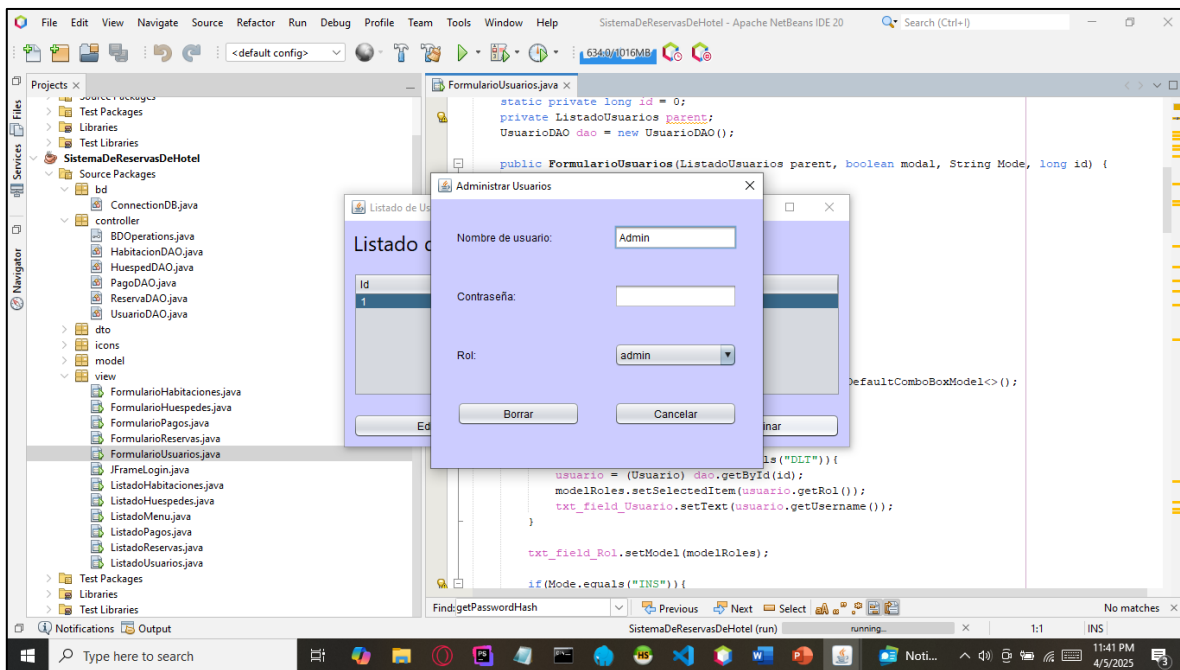 File Edit View Navigate Source Refactor Run Debug Profile Team Tools Window Help SistemaDeReservasDeHotel - Apache NetBeans IDE 20 Search (Ctrl+I)
<default config> 634.0/1016MB
Projects
Files
Services
Navigator
Test Packages
Libraries
Test Libraries
SistemaDeReservasDeHotel
Source Packages
bd
ConnectionDB.java
controller
BDOperations.java
HabitacionDAO.java
HuespedDAO.java
PagoDAO.java
ReservaDAO.java
UsuarioDAO.java
dto
icons
model
view
FormularioHabitaciones.java
FormularioHuespedes.java
FormularioPagos.java
FormularioReservas.java
FormularioUsuarios.java
JFrameLogin.java
ListadoHabitaciones.java
ListadoHuespedes.java
ListadoMenu.java
ListadoPagos.java
ListadoReservas.java
ListadoUsuarios.java
Test Packages
Libraries
Test Libraries
FormularioUsuarios.java
static private long id = 0;
private ListadoUsuarios parent;
UsuarioDAO dao = new UsuarioDAO();
public FormularioUsuarios(ListadoUsuarios parent, boolean modal, String Mode, long id) {
Listado de Us
Listado
Id
1
Ed
inar
Administrar Usuarios
Nombre de usuario: Admin
Contraseña:
Rol: admin
Borrar Cancelar
DefaultComboBoxModel<>();
ls("DLT")){
usuario = (Usuario) dao.getById(id);
modelRoles.setSelectedItem(usuario.getRol());
txt_field_Usuario.setText(usuario.getUsername());
}
txt_field_Rol.setModel(modelRoles);
if(Mode.equals("INS")){
Find: getPasswordHash Previous Next Select No matches
Notifications Output SistemaDeReservasDeHotel (run) running... 1:1 INS
Type here to search Noti... 11:41 PM
4/5/2025